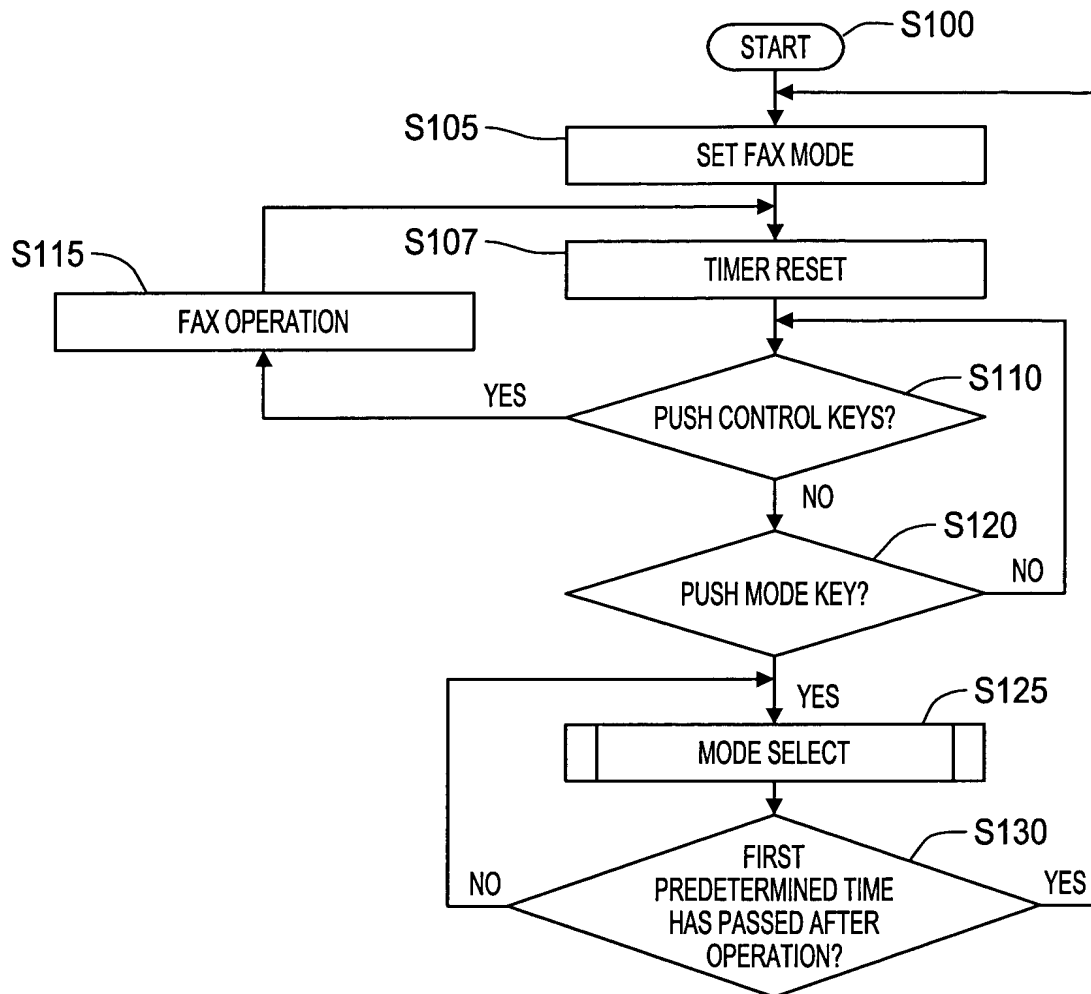 START
S100
S105
SET FAX MODE
S115
S107
TIMER RESET
FAX OPERATION
S110
YES
PUSH CONTROL KEYS?
NO
S120
PUSH MODE KEY?
NO
YES
S125
MODE SELECT
S130
FIRST
PREDETERMINED TIME
HAS PASSED AFTER
OPERATION?
NO
YES